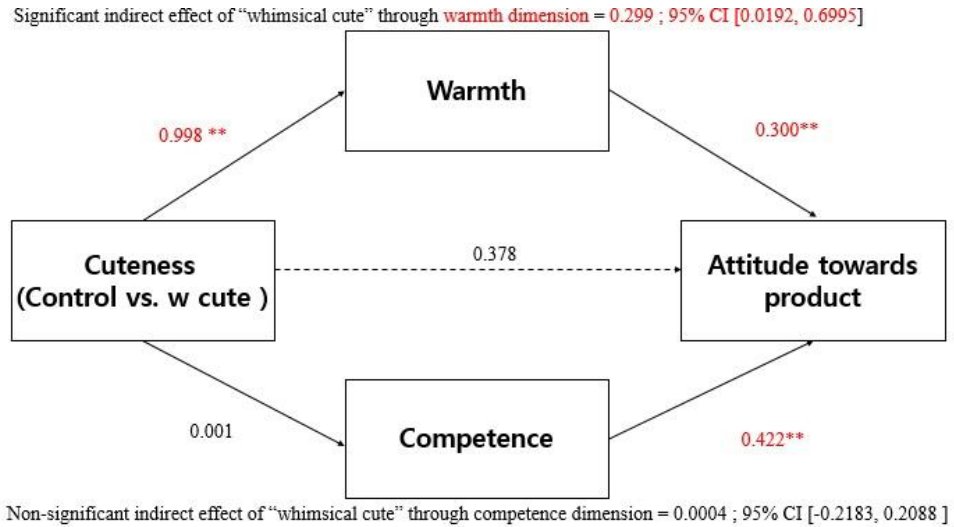 Significant indirect effect of “whimsical cute” through warmth dimension = 0.299 ; 95% CI [0.0192, 0.6995]
Warmth
0.998 **
0.300**
Cuteness
(Control vs. w cute )
0.378
Attitude towards
product
0.001
Competence
0.422**
Non-significant indirect effect of “whimsical cute” through competence dimension = 0.0004 ; 95% CI [-0.2183, 0.2088 ]